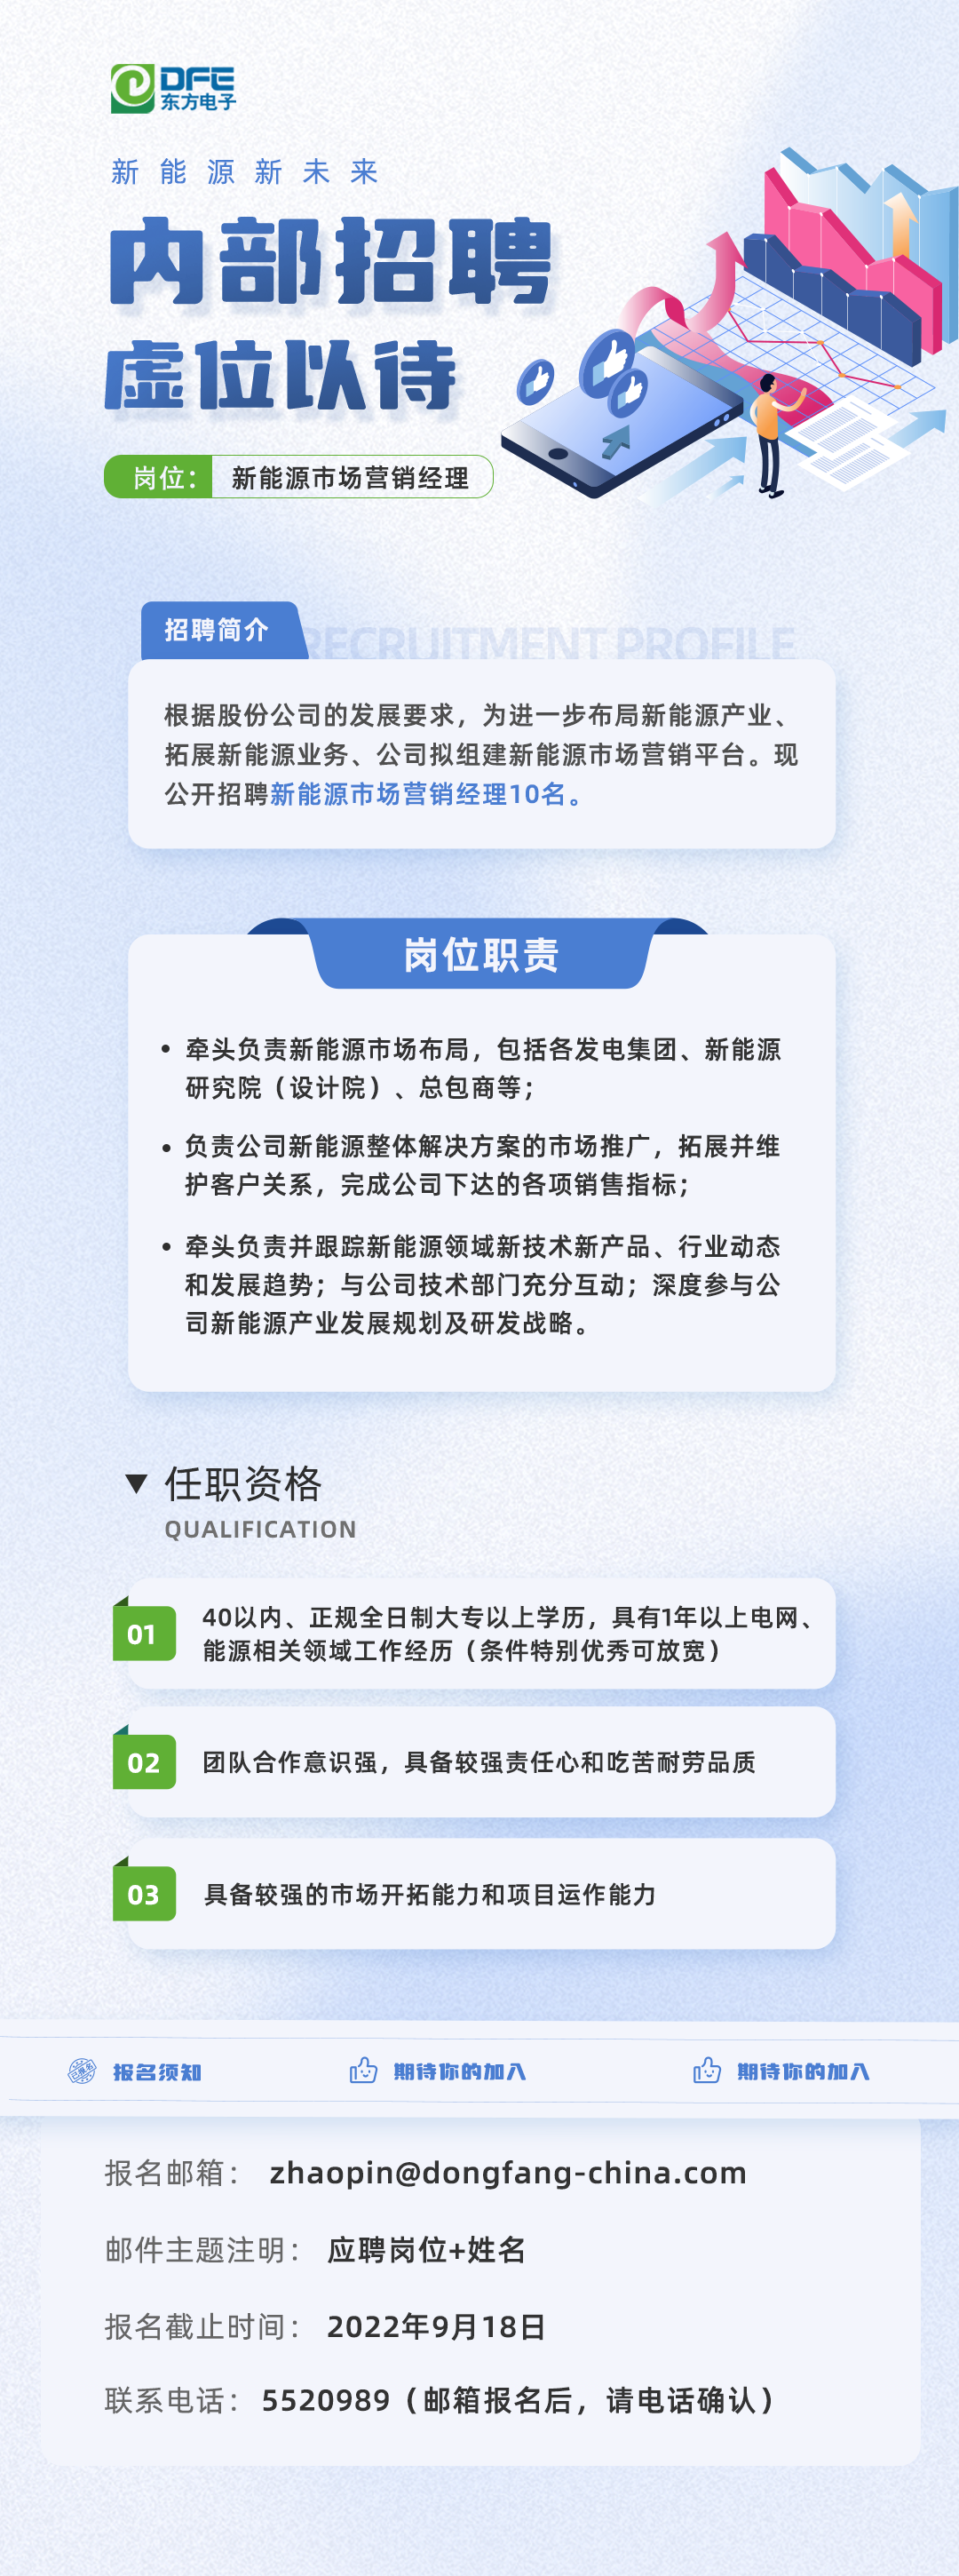 DFE
东方电子
新能源新未来
内部招聘
虚位以待
岗位：新能源市场营销经理
招聘简介
RECRUITMENT PROFILE
根据股份公司的发展要求，为进一步布局新能源产业、
拓展新能源业务、公司拟组建新能源市场营销平台。现
公开招聘新能源市场营销经理10名。
岗位职责
• 牵头负责新能源市场布局，包括各发电集团、新能源
研究院（设计院）、总包商等；
• 负责公司新能源整体解决方案的市场推广，拓展并维
护客户关系，完成公司下达的各项销售指标；
• 牵头负责并跟踪新能源领域新技术新产品、行业动态
和发展趋势；与公司技术部门充分互动；深度参与公
司新能源产业发展规划及研发战略。
任职资格
QUALIFICATION
01
40以内、正规全日制大专以上学历，具有1年以上电网、
能源相关领域工作经历（条件特别优秀可放宽）
02
团队合作意识强，具备较强责任心和吃苦耐劳品质
03
具备较强的市场开拓能力和项目运作能力
报名须知 期待你的加入 期待你的加入
报名邮箱： zhaopin@dongfang-china.com
邮件主题注明： 应聘岗位+姓名
报名截止时间： 2022年9月18日
联系电话： 5520989（邮箱报名后，请电话确认）